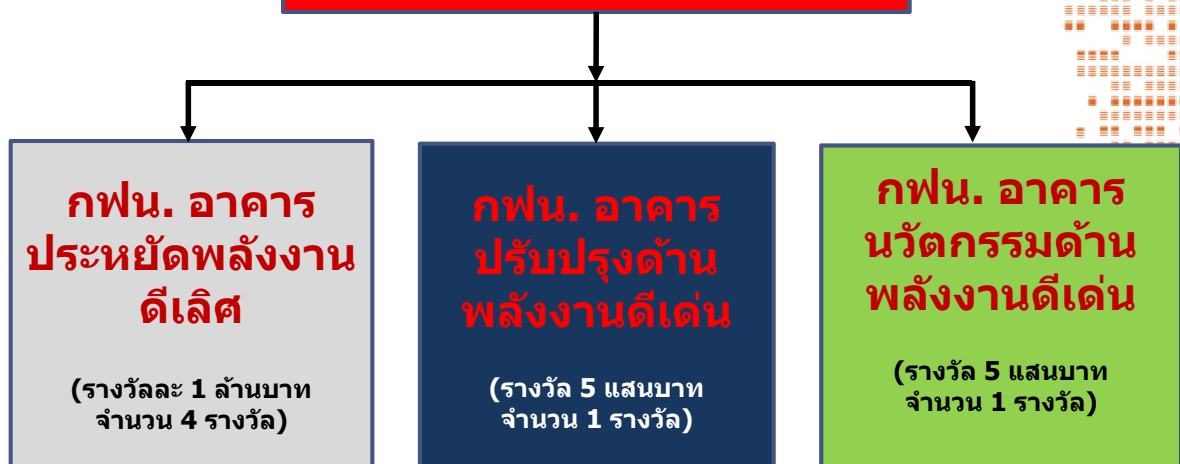 กฟน. อาคาร
ประหยัดพลังงาน
ดีเลิศ
(รางวัลละ 1 ล้านบาท
จำนวน 4 รางวัล)
กฟน. อาคาร
ปรับปรุงด้าน
พลังงานดีเด่น
(รางวัล 5 แสนบาท
จำนวน 1 รางวัล)
กฟน. อาคาร
นวัตกรรมด้าน
พลังงานดีเด่น
(รางวัล 5 แสนบาท
จำนวน 1 รางวัล)